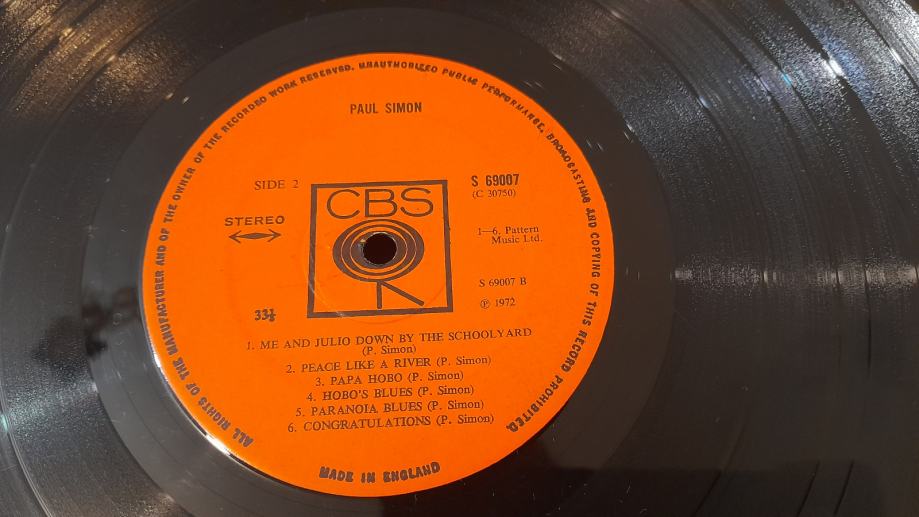 ALL RIGHTS OF THE MANUFACTURER AND OF THE OWNER OF THE RECORDED WORK RESERVED. UNAUTHORIZED PUBLIC PERFORMANCE, BROADCASTING AND COPYING OF THIS RECORD PROHIBITED.
PAUL SIMON
SIDE 2
STEREO
CBS
S 69007
(C 30750)
1—6. Pattern
Music Ltd.
S 69007 B
℗ 1972
33⅓
1. ME AND JULIO DOWN BY THE SCHOOLYARD
(P. Simon)
2. PEACE LIKE A RIVER (P. Simon)
3. PAPA HOBO (P. Simon)
4. HOBO'S BLUES (P. Simon)
5. PARANOIA BLUES (P. Simon)
6. CONGRATULATIONS (P. Simon)
MADE IN ENGLAND